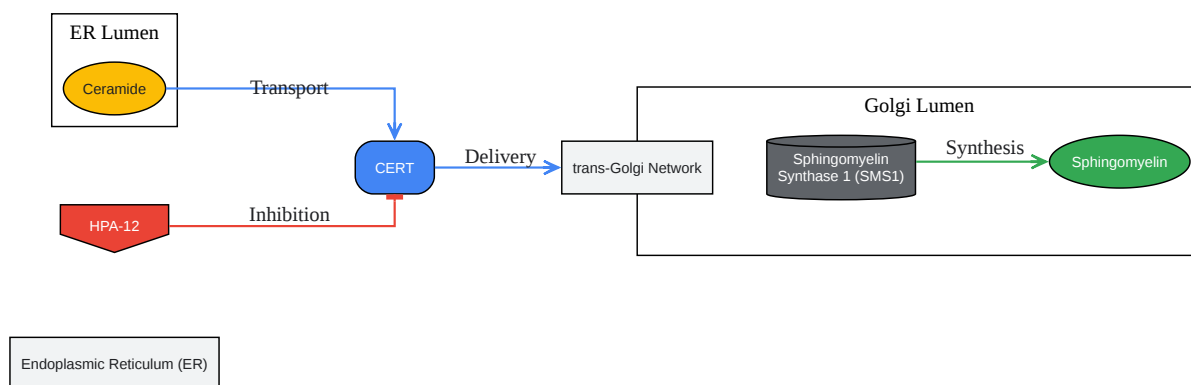 ER Lumen
Ceramide
Transport
Golgi Lumen
CERT
Delivery
trans-Golgi Network
Sphingomyelin
Synthase 1 (SMS1)
Synthesis
Sphingomyelin
HPA-12
Inhibition
Endoplasmic Reticulum (ER)